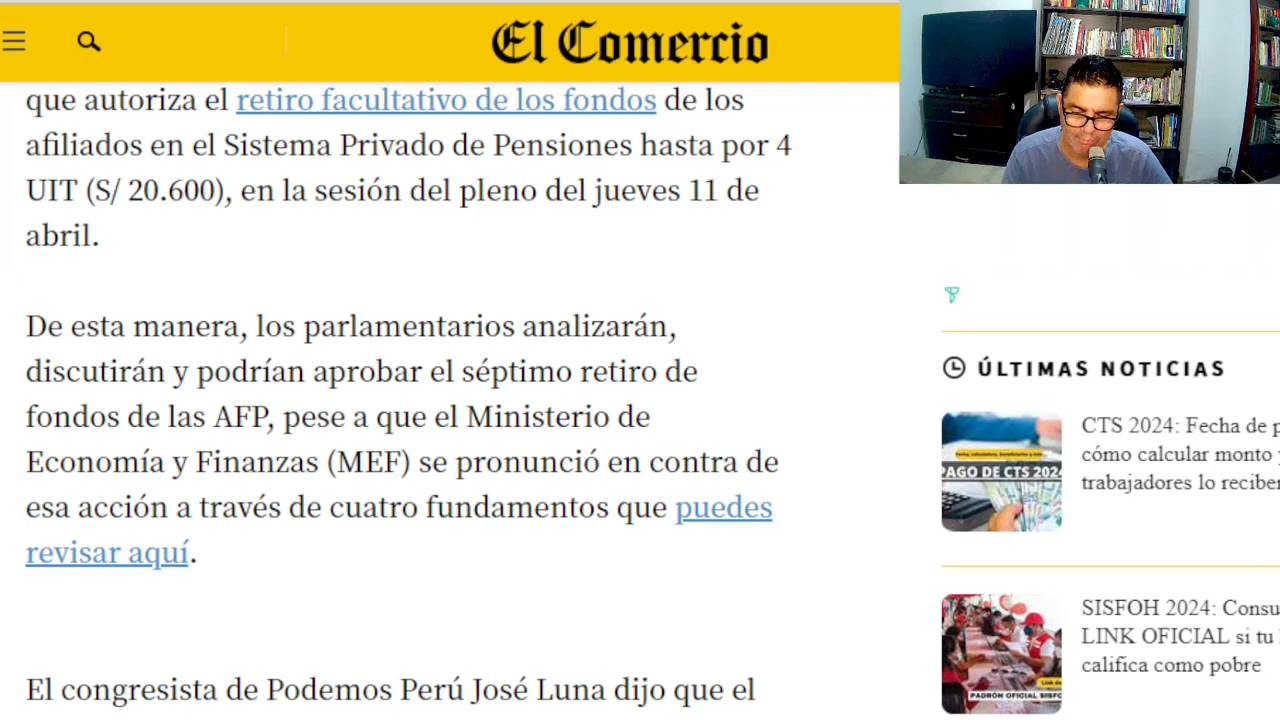 El Comercio
que autoriza el retiro facultativo de los fondos de los
afiliados en el Sistema Privado de Pensiones hasta por 4
UIT (S/ 20.600), en la sesión del pleno del jueves 11 de
abril.
De esta manera, los parlamentarios analizarán,
discutirán y podrían aprobar el séptimo retiro de
fondos de las AFP, pese a que el Ministerio de
Economía y Finanzas (MEF) se pronunció en contra de
esa acción a través de cuatro fundamentos que puedes
revisar aquí.
El congresista de Podemos Perú José Luna dijo que el
ÚLTIMAS NOTICIAS
PAGO DE CTS 2024
CTS 2024: Fecha de p
cómo calcular monto y
trabajadores lo reciben
PADRÓN OFICIAL SISFO
SISFOH 2024: Consu
LINK OFICIAL si tu
califica como pobre